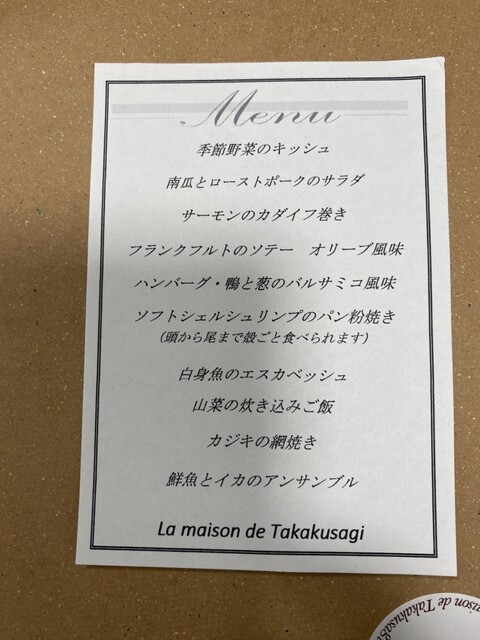 Menu
季節野菜のキッシュ
南瓜とローストポークのサラダ
サーモンのカダイフ巻き
フランクフルトのソテー　オリーブ風味
ハンバーグ・鴨と葱のバルサミコ風味
ソフトシェルシュリンプのパン粉焼き
（頭から尾まで殻ごと食べられます）
白身魚のエスカベッシュ
山菜の炊き込みご飯
カジキの網焼き
鮮魚とイカのアンサンブル
La maison de Takakusagi
de Takakusa